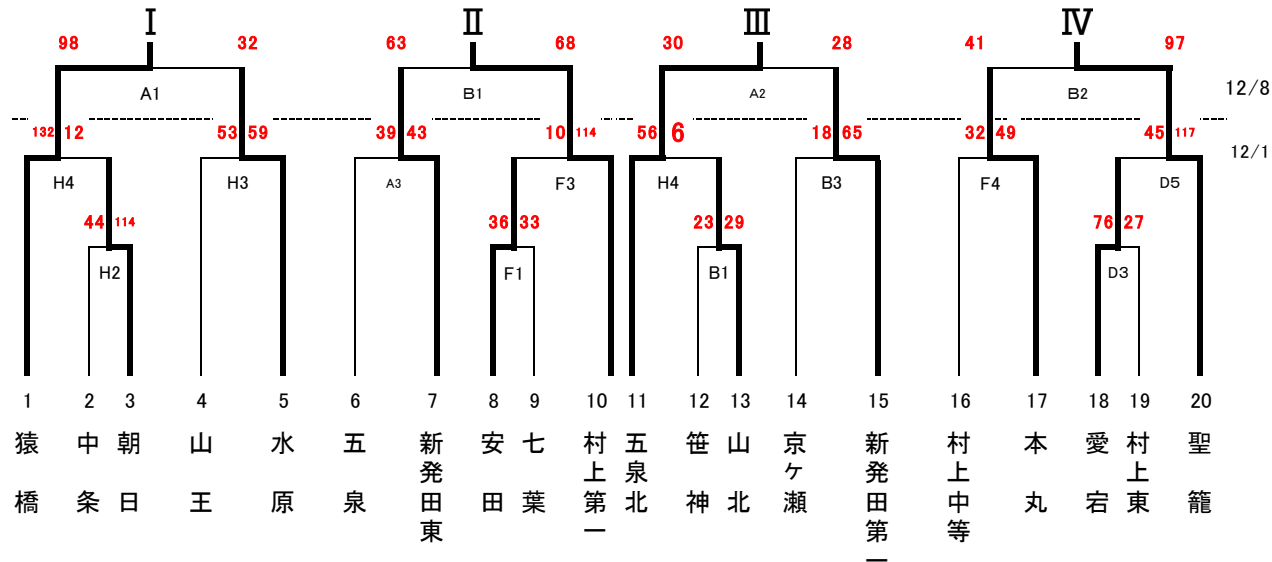 Ⅰ Ⅱ Ⅲ Ⅳ
98 32 63 68 30 28 41 97
A1 B1 A2 B2 12/8
132 12 53 59 39 43 10 114 56 6 18 65 32 49 45 117
12/1
H4 H3 A3 F3 H4 B3 F4 D5
44 114 36 33 23 29 76 27
H2 F1 B1 D3
1 2 3 4 5 6 7 8 9 10 11 12 13 14 15 16 17 18 19 20
猿橋
中条
朝日
山王
水原
五泉
新発田東
安田
七葉
村上第一
五泉北
笹神
山北
京ケ瀬
新発田第一
村上中等
本丸
愛宕
村上東
聖籠